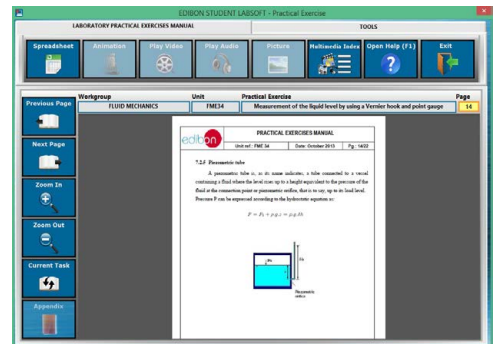 EDIBON STUDENT LABSOFT - Practical Exercise
LABORATORY PRACTICAL EXERCISES MANUAL
TOOLS
Spreadsheet
Animation
Play Video
Play Audio
Picture
Multimedia Index
Open Help (F1)
Exit
Workgroup
Unit
Practical Exercise
Page
FLUID MECHANICS
FME34
Measurement of the liquid level by using a Vernier hook and point gauge
14
Previous Page
Next Page
Zoom In
Zoom Out
Current Task
Appendix
edibon
PRACTICAL EXERCISES MANUAL
Unit ref.: FME 34
Date: October 2013
Pg.: 14/22
7.2.5 Piezometric tube
A piezometric tube is, as its name indicates, a tube connected to a vessel
containing a fluid where the level rises up to a height equivalent to the pressure of the
fluid at the connection point or piezometric orifice, that is to say, up to its load level.
Pressure P can be expressed according to the hydrostatic equation as:
Piezometric
orifice